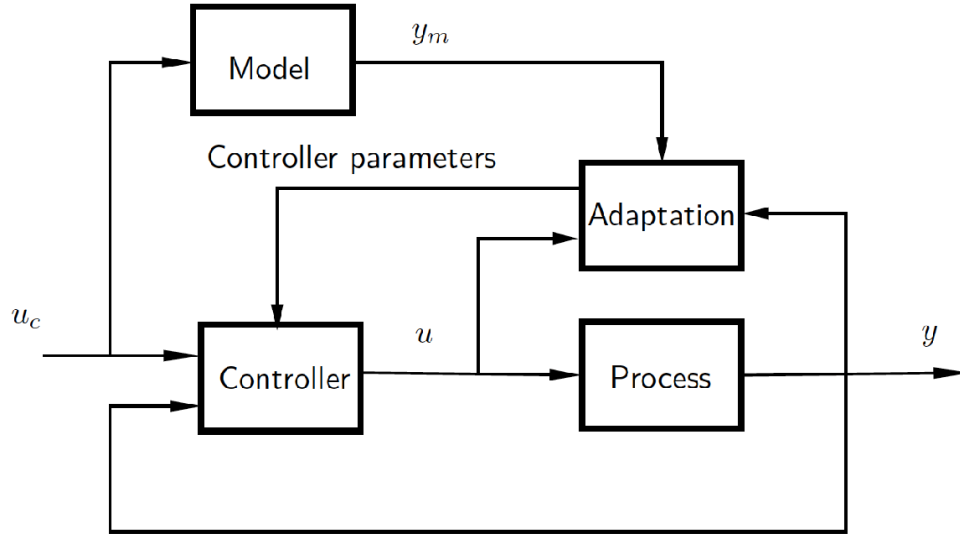 y_m
Model
Controller parameters
Adaptation
u_c
u
y
Controller
Process